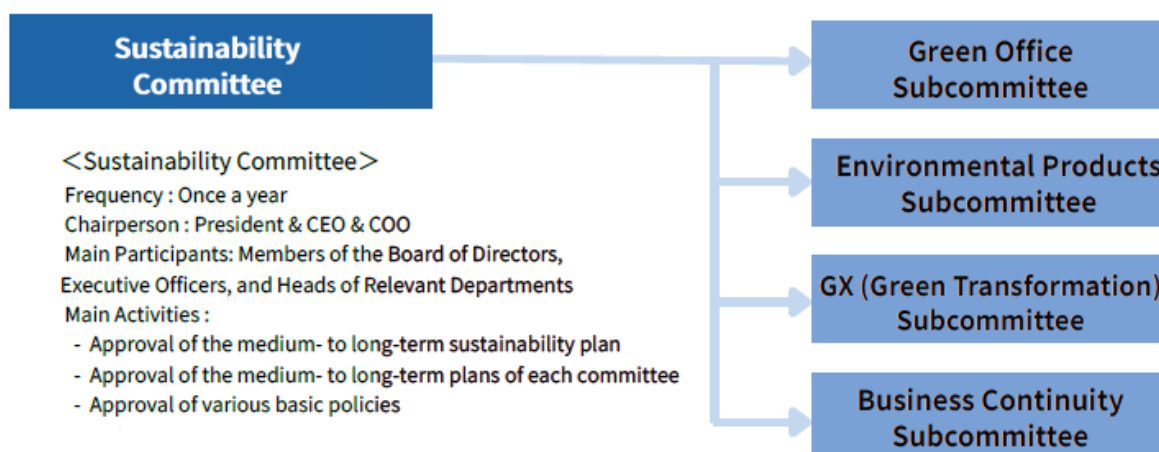 Sustainability
Committee
<Sustainability Committee>
Frequency : Once a year
Chairperson : President & CEO & COO
Main Participants: Members of the Board of Directors,
Executive Officers, and Heads of Relevant Departments
Main Activities :
- Approval of the medium- to long-term sustainability plan
- Approval of the medium- to long-term plans of each committee
- Approval of various basic policies
Green Office
Subcommittee
Environmental Products
Subcommittee
GX (Green Transformation)
Subcommittee
Business Continuity
Subcommittee